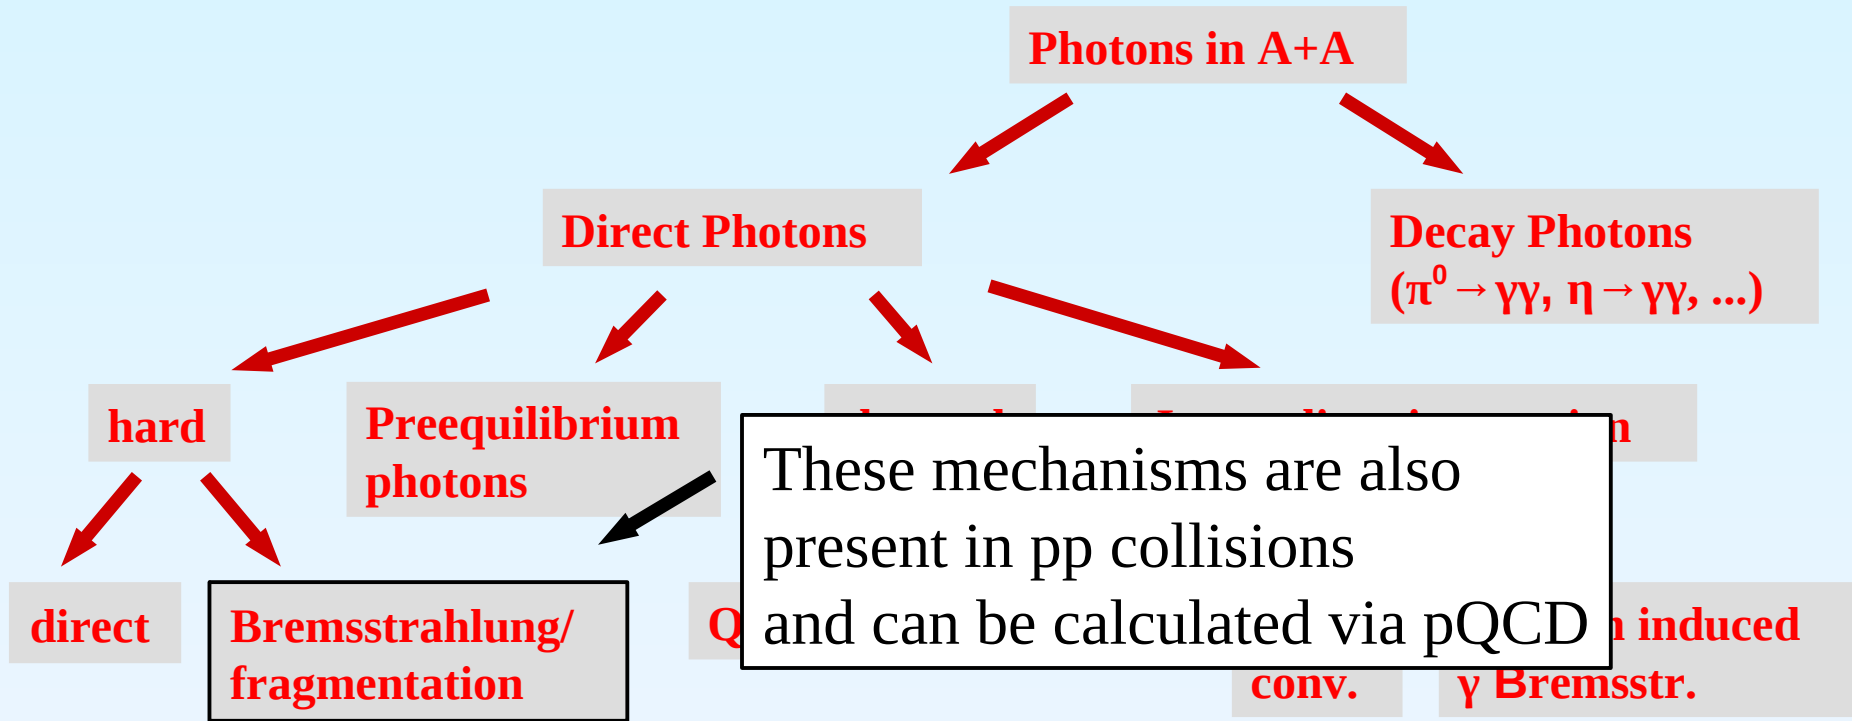 Photons in A+A
Direct Photons
Decay Photons
(π⁰→γγ, η→γγ, ...)
hard
Preequilibrium
photons
These mechanisms are also
present in pp collisions
and can be calculated via pQCD
direct
Bremsstrahlung/
fragmentation
induced
conv.
γ Bremsstr.